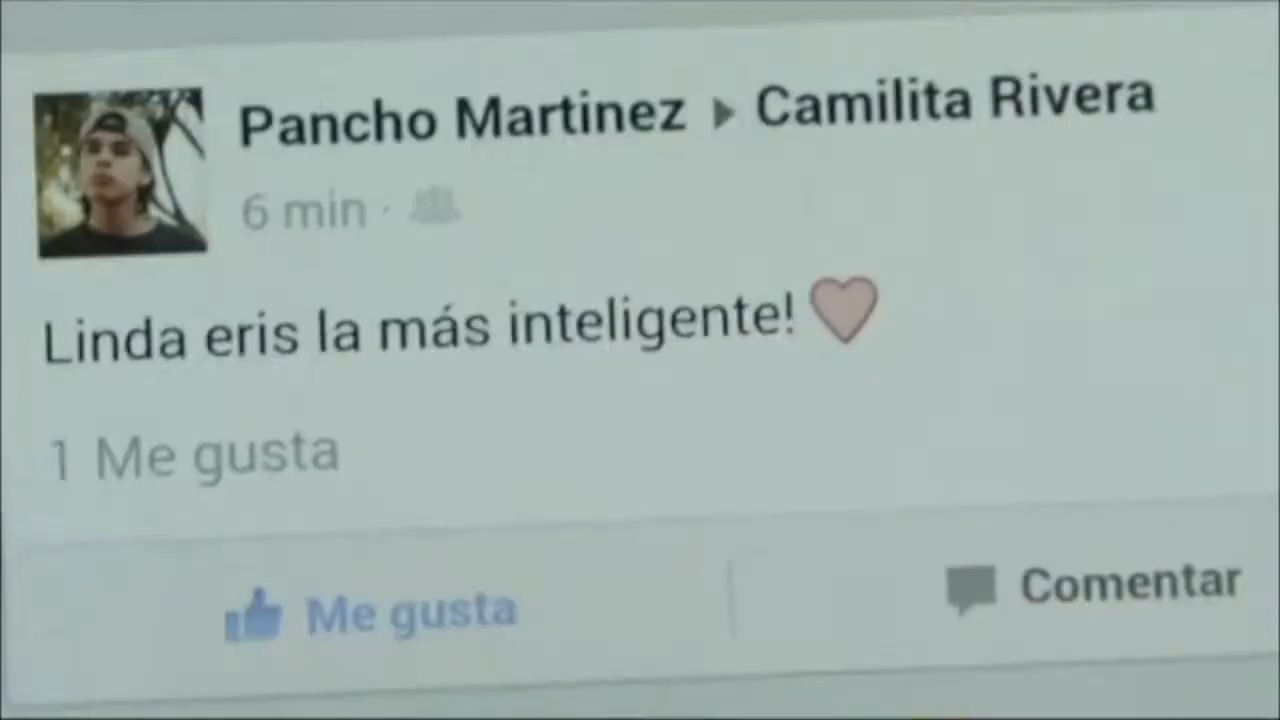 Pancho Martinez ▸ Camilita Rivera
6 min ·
Linda eris la más inteligente!
1 Me gusta
Me gusta
Comentar